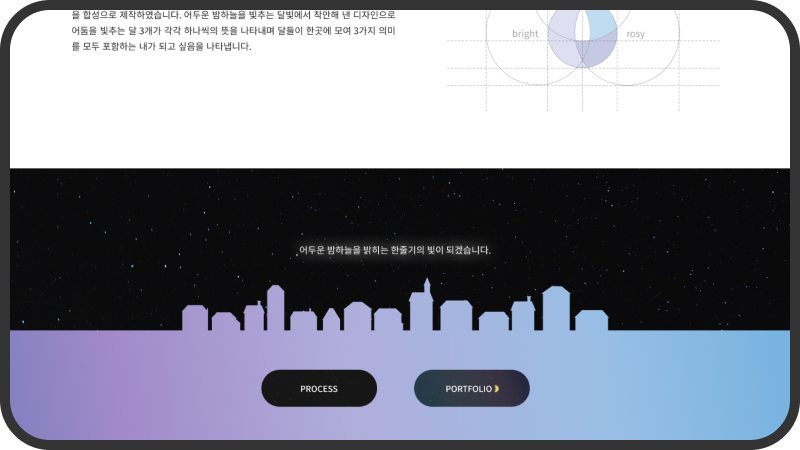 을 합성으로 제작하였습니다. 어두운 밤하늘을 빛추는 달빛에서 착안해 낸 디자인으로
어둠을 빛추는 달 3개가 각각 하나씩의 뜻을 나타내며 달들이 한곳에 모여 3가지 의미
를 모두 포함하는 내가 되고 싶음을 나타냅니다.
bright
rosy
어두운 밤하늘을 밝히는 한줄기의 빛이 되겠습니다.
PROCESS
PORTFOLIO